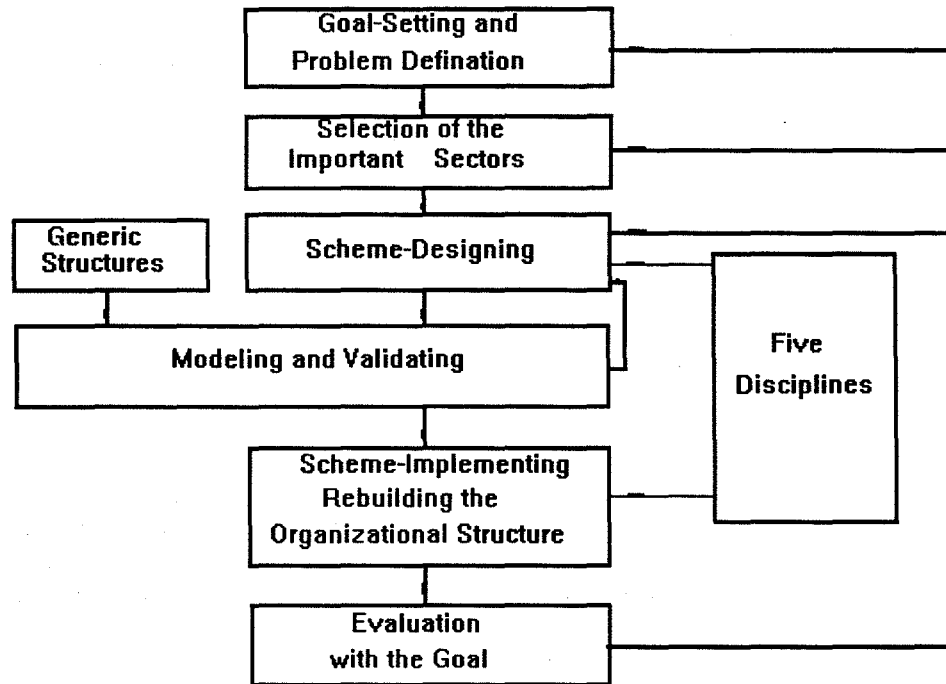 Goal-Setting and
Problem Defination
Selection of the
Important Sectors
Generic
Structures
Scheme-Designing
Modeling and Validating
Five
Disciplines
Scheme-Implementing
Rebuilding the
Organizational Structure
Evaluation
with the Goal